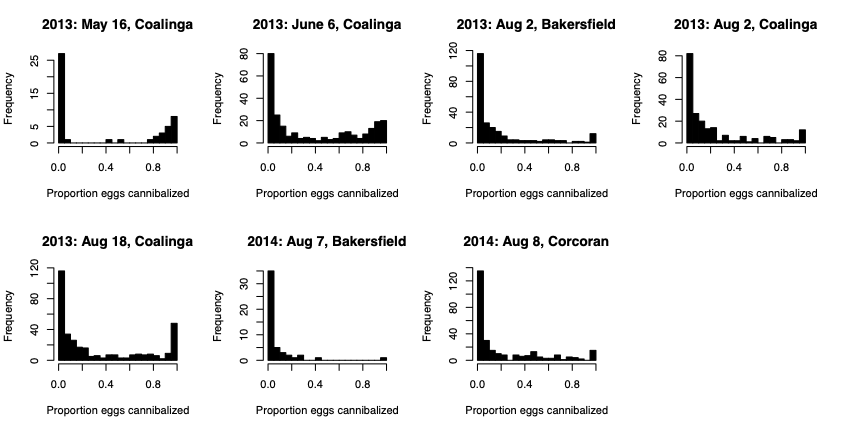 2013: May 16, Coalinga
2013: June 6, Coalinga
2013: Aug 2, Bakersfield
2013: Aug 2, Coalinga
Frequency
0 5 15 25
0.0 0.4 0.8
Proportion eggs cannibalized
Frequency
0 20 40 60 80
0.0 0.4 0.8
Proportion eggs cannibalized
Frequency
0 40 80 120
0.0 0.4 0.8
Proportion eggs cannibalized
Frequency
0 20 40 60 80
0.0 0.4 0.8
Proportion eggs cannibalized
2013: Aug 18, Coalinga
2014: Aug 7, Bakersfield
2014: Aug 8, Corcoran
Frequency
0 40 80 120
0.0 0.4 0.8
Proportion eggs cannibalized
Frequency
0 10 20 30
0.0 0.4 0.8
Proportion eggs cannibalized
Frequency
0 40 80 120
0.0 0.4 0.8
Proportion eggs cannibalized